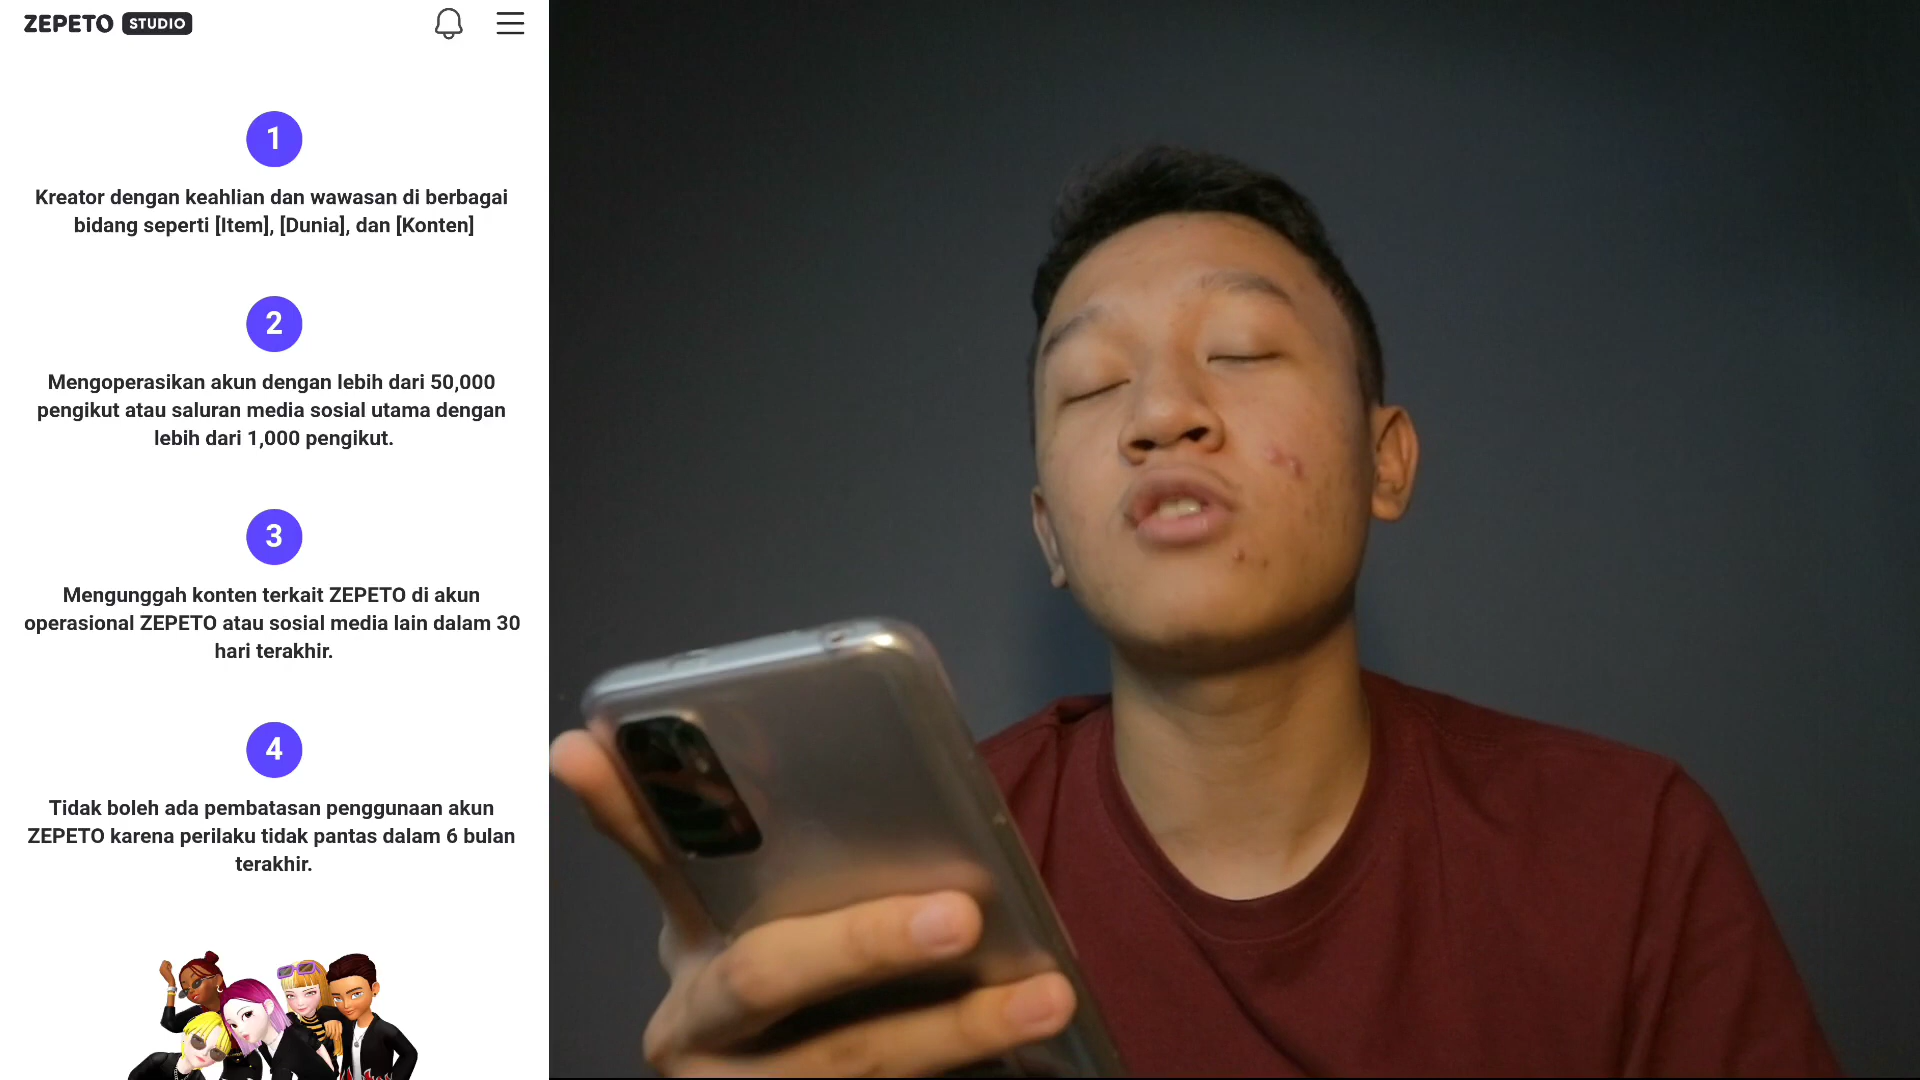 ZEPETO STUDIO
1
Kreator dengan keahlian dan wawasan di berbagai
bidang seperti [Item], [Dunia], dan [Konten]
2
Mengoperasikan akun dengan lebih dari 50,000
pengikut atau saluran media sosial utama dengan
lebih dari 1,000 pengikut.
3
Mengunggah konten terkait ZEPETO di akun
operasional ZEPETO atau sosial media lain dalam 30
hari terakhir.
4
Tidak boleh ada pembatasan penggunaan akun
ZEPETO karena perilaku tidak pantas dalam 6 bulan
terakhir.